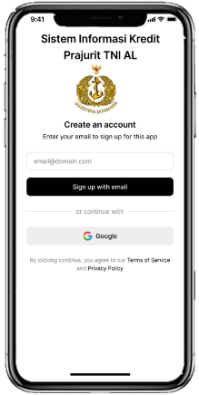 9:41
Sistem Informasi Kredit
Prajurit TNI AL
JALESVEVA JAYAMAHE
Create an account
Enter your email to sign up for this app
email@domain.com
Sign up with email
or continue with
Google
By clicking continue, you agree to our Terms of Service
and Privacy Policy